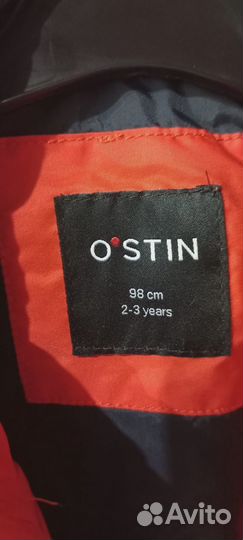 O'STIN
98 cm
2-3 years
Avito